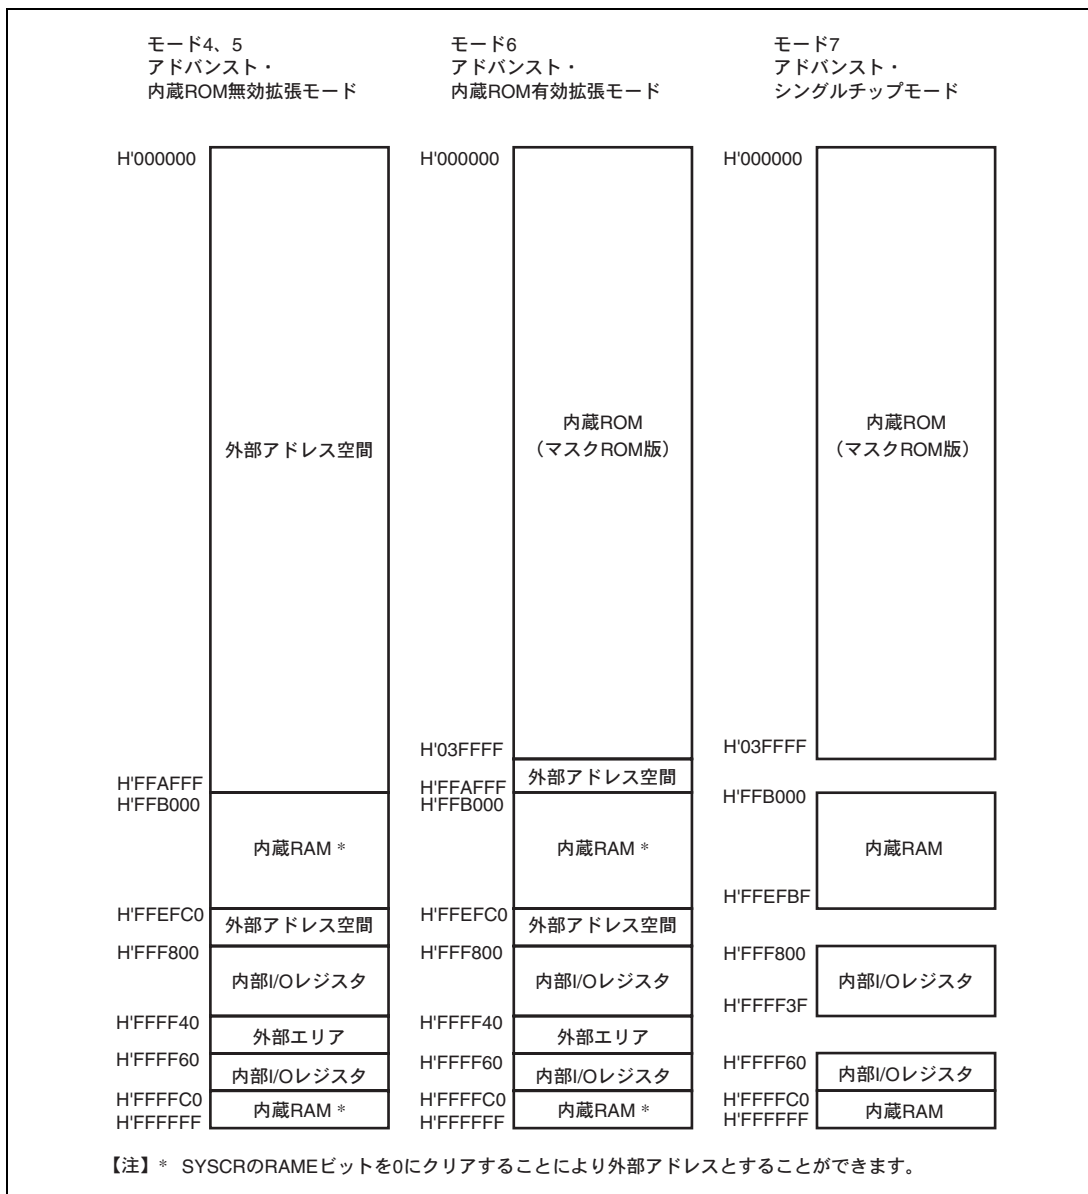 モード4、5
アドバンスト・
内蔵ROM無効拡張モード
H'000000
外部アドレス空間
H'FFAFFF
H'FFB000
内蔵RAM *
H'FFEFC0
外部アドレス空間
H'FFF800
内部I/Oレジスタ
H'FFFF40
外部エリア
H'FFFF60
内部I/Oレジスタ
H'FFFFC0
内蔵RAM *
H'FFFFFF
モード6
アドバンスト・
内蔵ROM有効拡張モード
H'000000
内蔵ROM
（マスクROM版）
H'03FFFF
外部アドレス空間
H'FFAFFF
H'FFB000
内蔵RAM *
H'FFEFC0
外部アドレス空間
H'FFF800
内部I/Oレジスタ
H'FFFF40
外部エリア
H'FFFF60
内部I/Oレジスタ
H'FFFFC0
内蔵RAM *
H'FFFFFF
モード7
アドバンスト・
シングルチップモード
H'000000
内蔵ROM
（マスクROM版）
H'03FFFF
H'FFB000
内蔵RAM
H'FFEFBF
H'FFF800
内部I/Oレジスタ
H'FFFF3F
H'FFFF60
内部I/Oレジスタ
H'FFFFC0
内蔵RAM
H'FFFFFF
【注】* SYSCRのRAMEビットを0にクリアすることにより外部アドレスとすることができます。